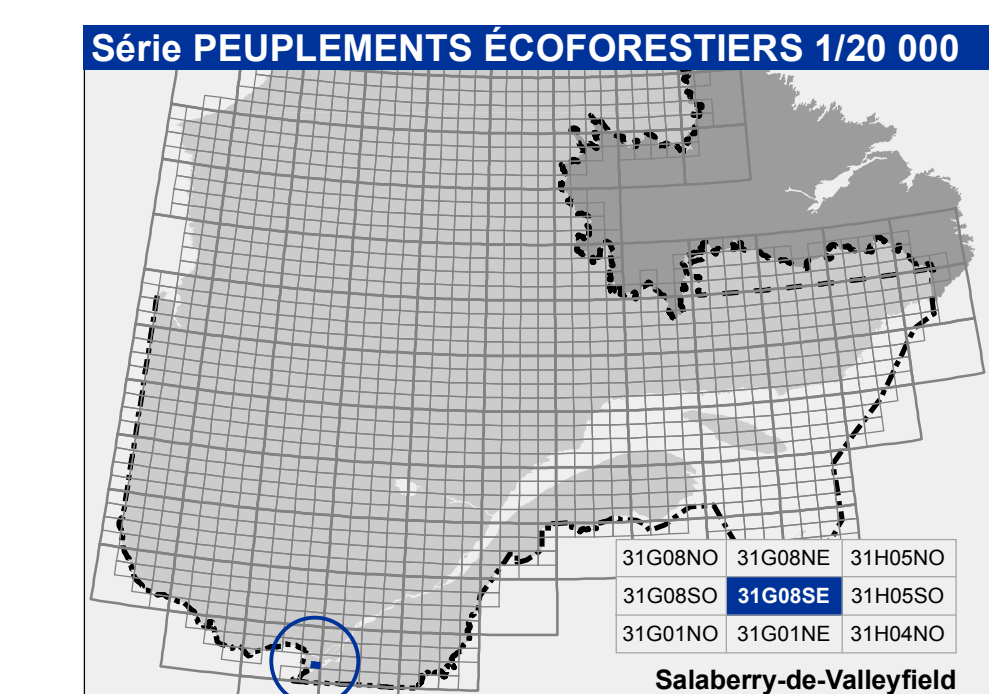 Série PEUPLEMENTS ÉCOFORESTIERS 1/20 000
31G08NO 31G08NE 31H05NO
31G08SO 31G08SE 31H05SO
31G01NO 31G01NE 31H04NO
Salaberry-de-Valleyfield